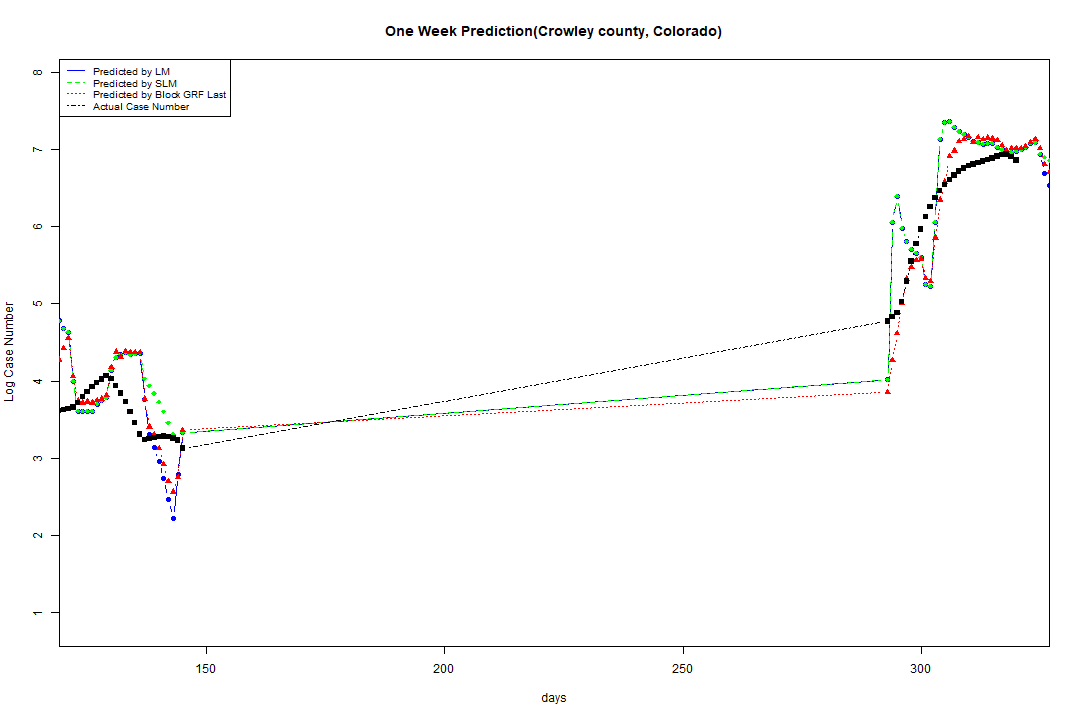 One Week Prediction(Crowley county, Colorado)
Predicted by LM
Predicted by SLM
Predicted by Block GRF Last
Actual Case Number
8
7
6
5
4
3
2
1
Log Case Number
150 200 250 300
days